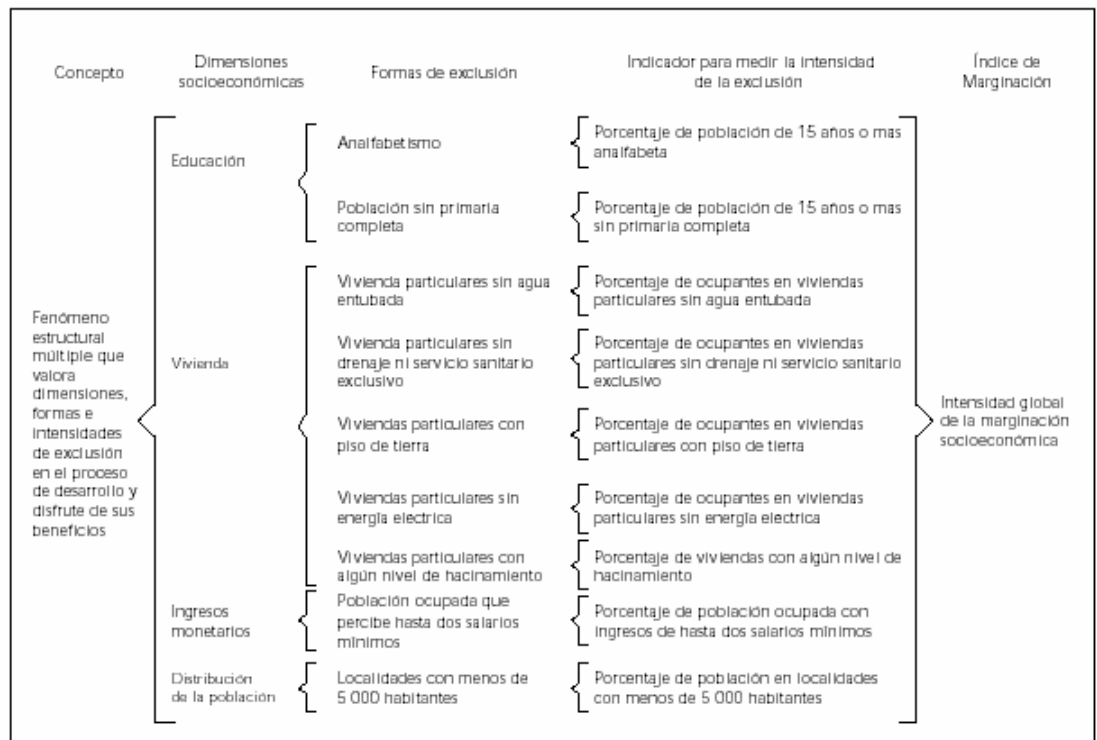 Concepto
Dimensiones
socioeconómicas
Formas de exclusión
Indicador para medir la intensidad
de la exclusión
Índice de
Marginación
Fenómeno
estructural
múltiple que
valora
dimensiones,
formas e
intensidades
de exclusión
en el proceso
de desarrollo y
disfrute de sus
beneficios
Educación
Analfabetismo
Porcentaje de población de 15 años o mas
analfabeta
Población sin primaria
completa
Porcentaje de población de 15 años o mas
sin primaria completa
Vivienda
Vivienda particulares sin agua
entubada
Porcentaje de ocupantes en viviendas
particulares sin agua entubada
Vivienda particulares sin
drenaje ni servicio sanitario
exclusivo
Porcentaje de ocupantes en viviendas
particulares sin drenaje ni servicio sanitario
exclusivo
Viviendas particulares con
piso de tierra
Porcentaje de ocupantes en viviendas
particulares con piso de tierra
Viviendas particulares sin
energía electrica
Porcentaje de ocupantes en viviendas
particulares sin energía electrica
Viviendas particulares con
algún nivel de hacinamiento
Porcentaje de viviendas con algún nivel de
hacinamiento
Ingresos
monetarios
Población ocupada que
percibe hasta dos salarios
mínimos
Porcentaje de población ocupada con
ingresos de hasta dos salarios mínimos
Distribución
de la población
Localidades con menos de
5 000 habitantes
Porcentaje de población en localidades
con menos de 5 000 habitantes
Intensidad global
de la marginación
socioeconómica